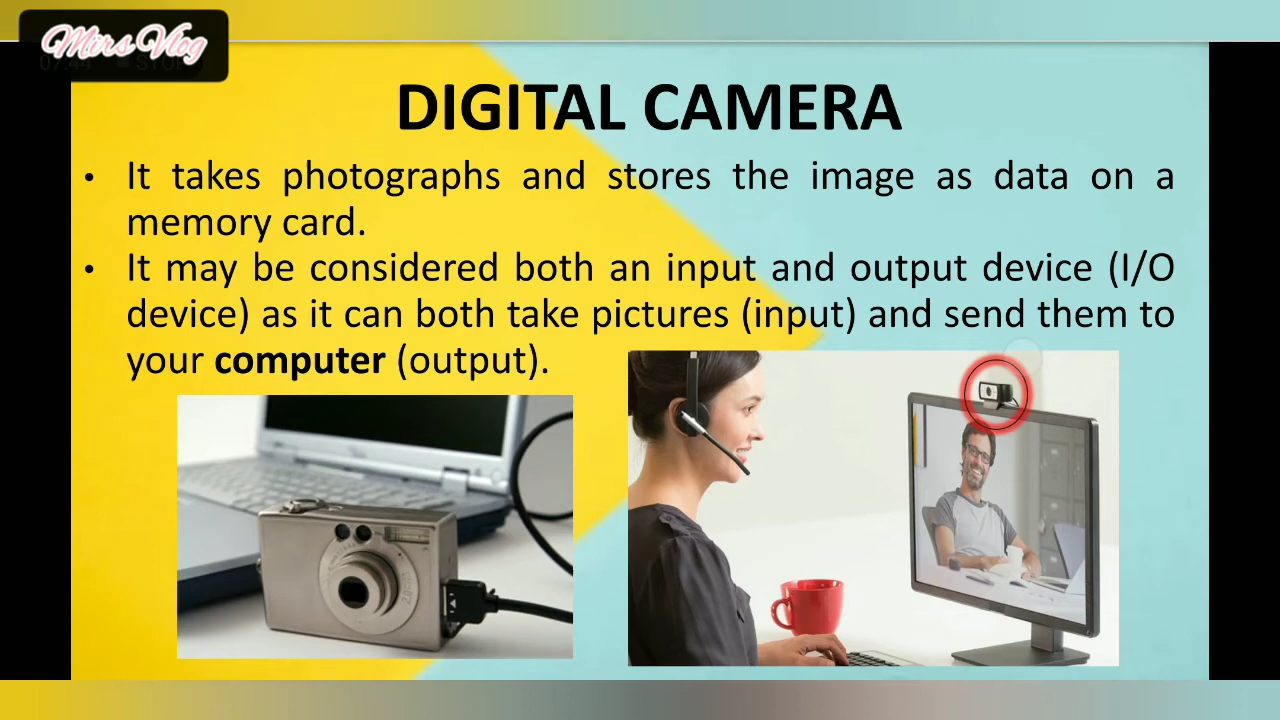 Mirs Vlog
DIGITAL CAMERA
• It takes photographs and stores the image as data on a
memory card.
• It may be considered both an input and output device (I/O
device) as it can both take pictures (input) and send them to
your computer (output).